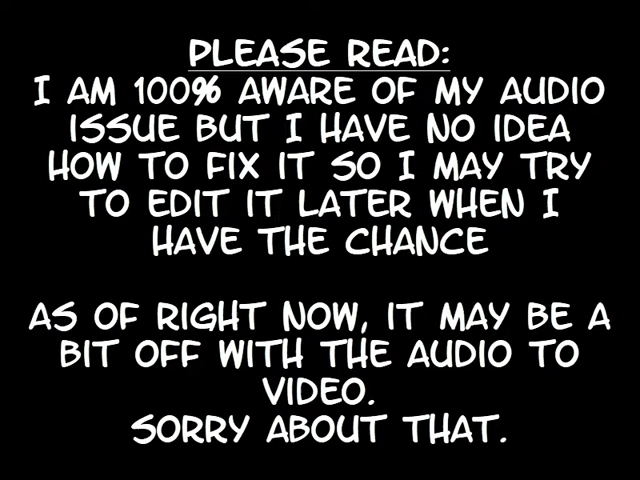 PLEASE READ:
I AM 100% AWARE OF MY AUDIO
ISSUE BUT I HAVE NO IDEA
HOW TO FIX IT SO I MAY TRY
TO EDIT IT LATER WHEN I
HAVE THE CHANCE
AS OF RIGHT NOW, IT MAY BE A
BIT OFF WITH THE AUDIO TO
VIDEO.
SORRY ABOUT THAT.